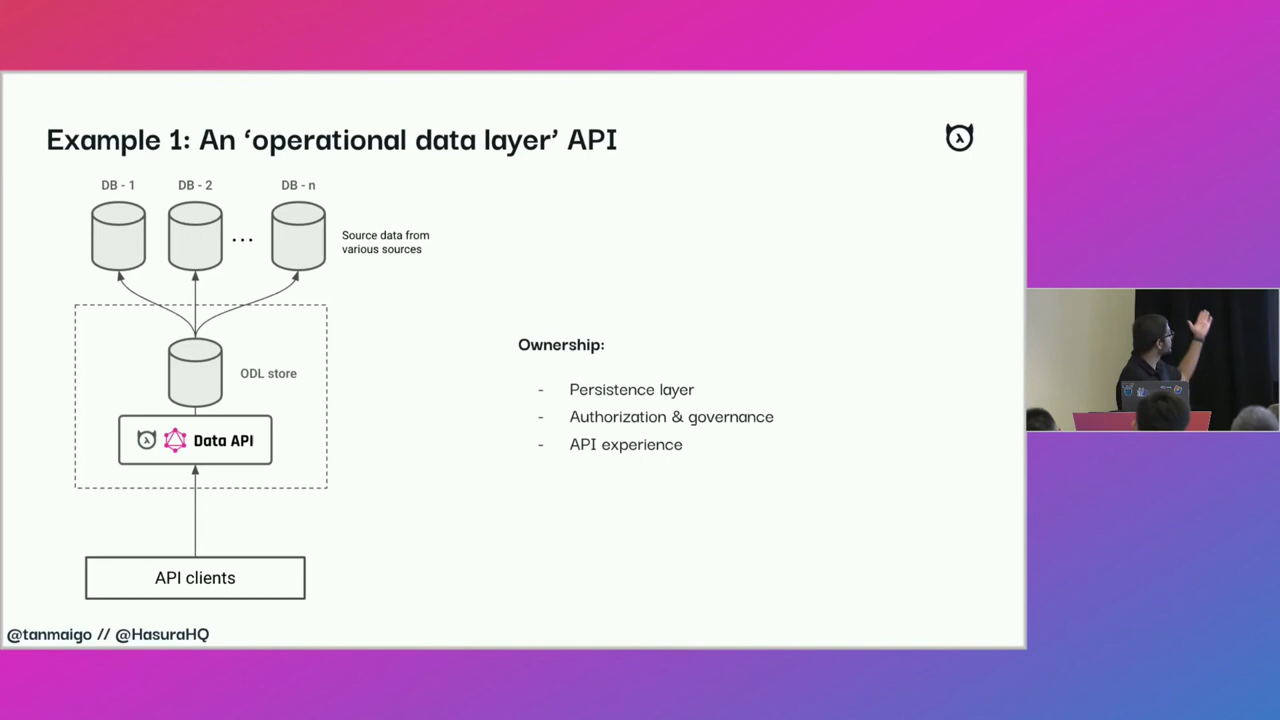 Example 1: An ‘operational data layer’ API
DB - 1
DB - 2
DB - n
...
Source data from
various sources
ODL store
Data API
API clients
Ownership:
- Persistence layer
- Authorization & governance
- API experience
@tanmaigo // @HasuraHQ